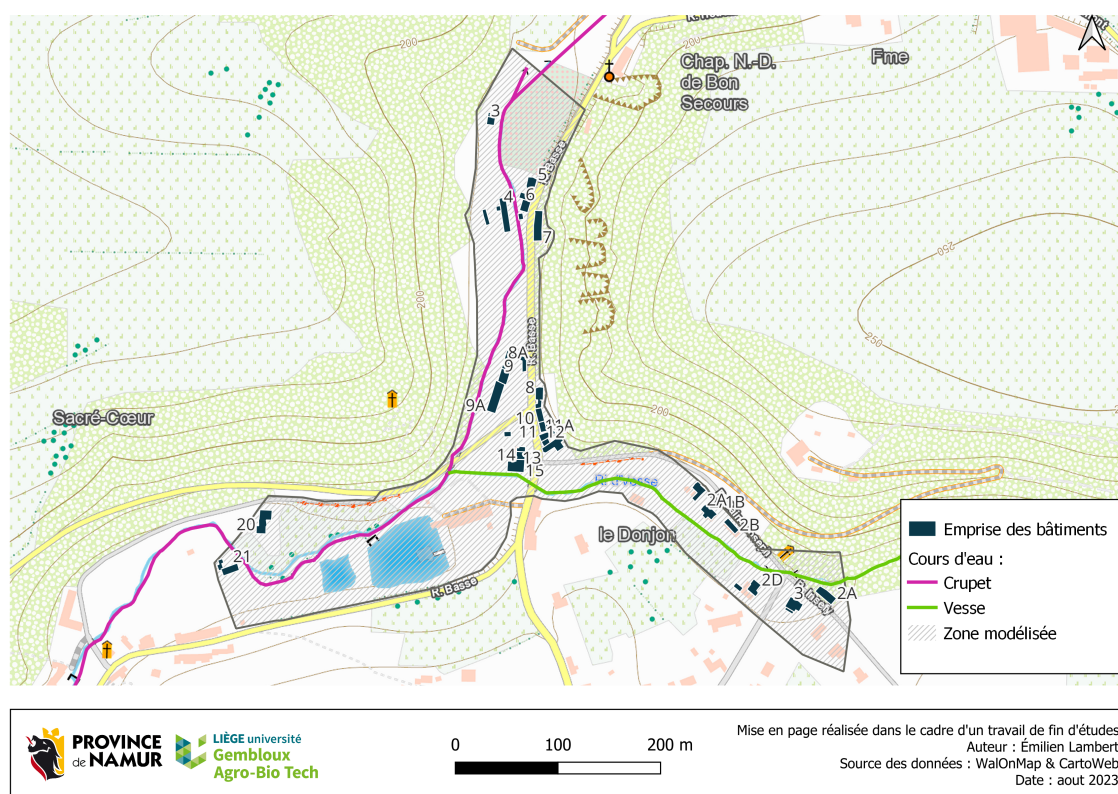 200
200
Chap. N.-D.
de Bon
Secours
Fme
3
R. Basse
5
6
4
7
250
200
R. Basse
8A
9
8
9A
250
200
Sacré-Cœur
10
11A
11
12
14
13
15
Ri d'Vesse
2A
1B
2B
20
le Donjon
21
2D
3
2A
R. Basse
Emprise des bâtiments
Cours d'eau :
Crupet
Vesse
Zone modélisée
PROVINCE
de NAMUR
LIÈGE université
Gembloux
Agro-Bio Tech
0 100 200 m
Mise en page réalisée dans le cadre d'un travail de fin d'études
Auteur : Émilien Lambert
Source des données : WalOnMap & CartoWeb
Date : aout 2023